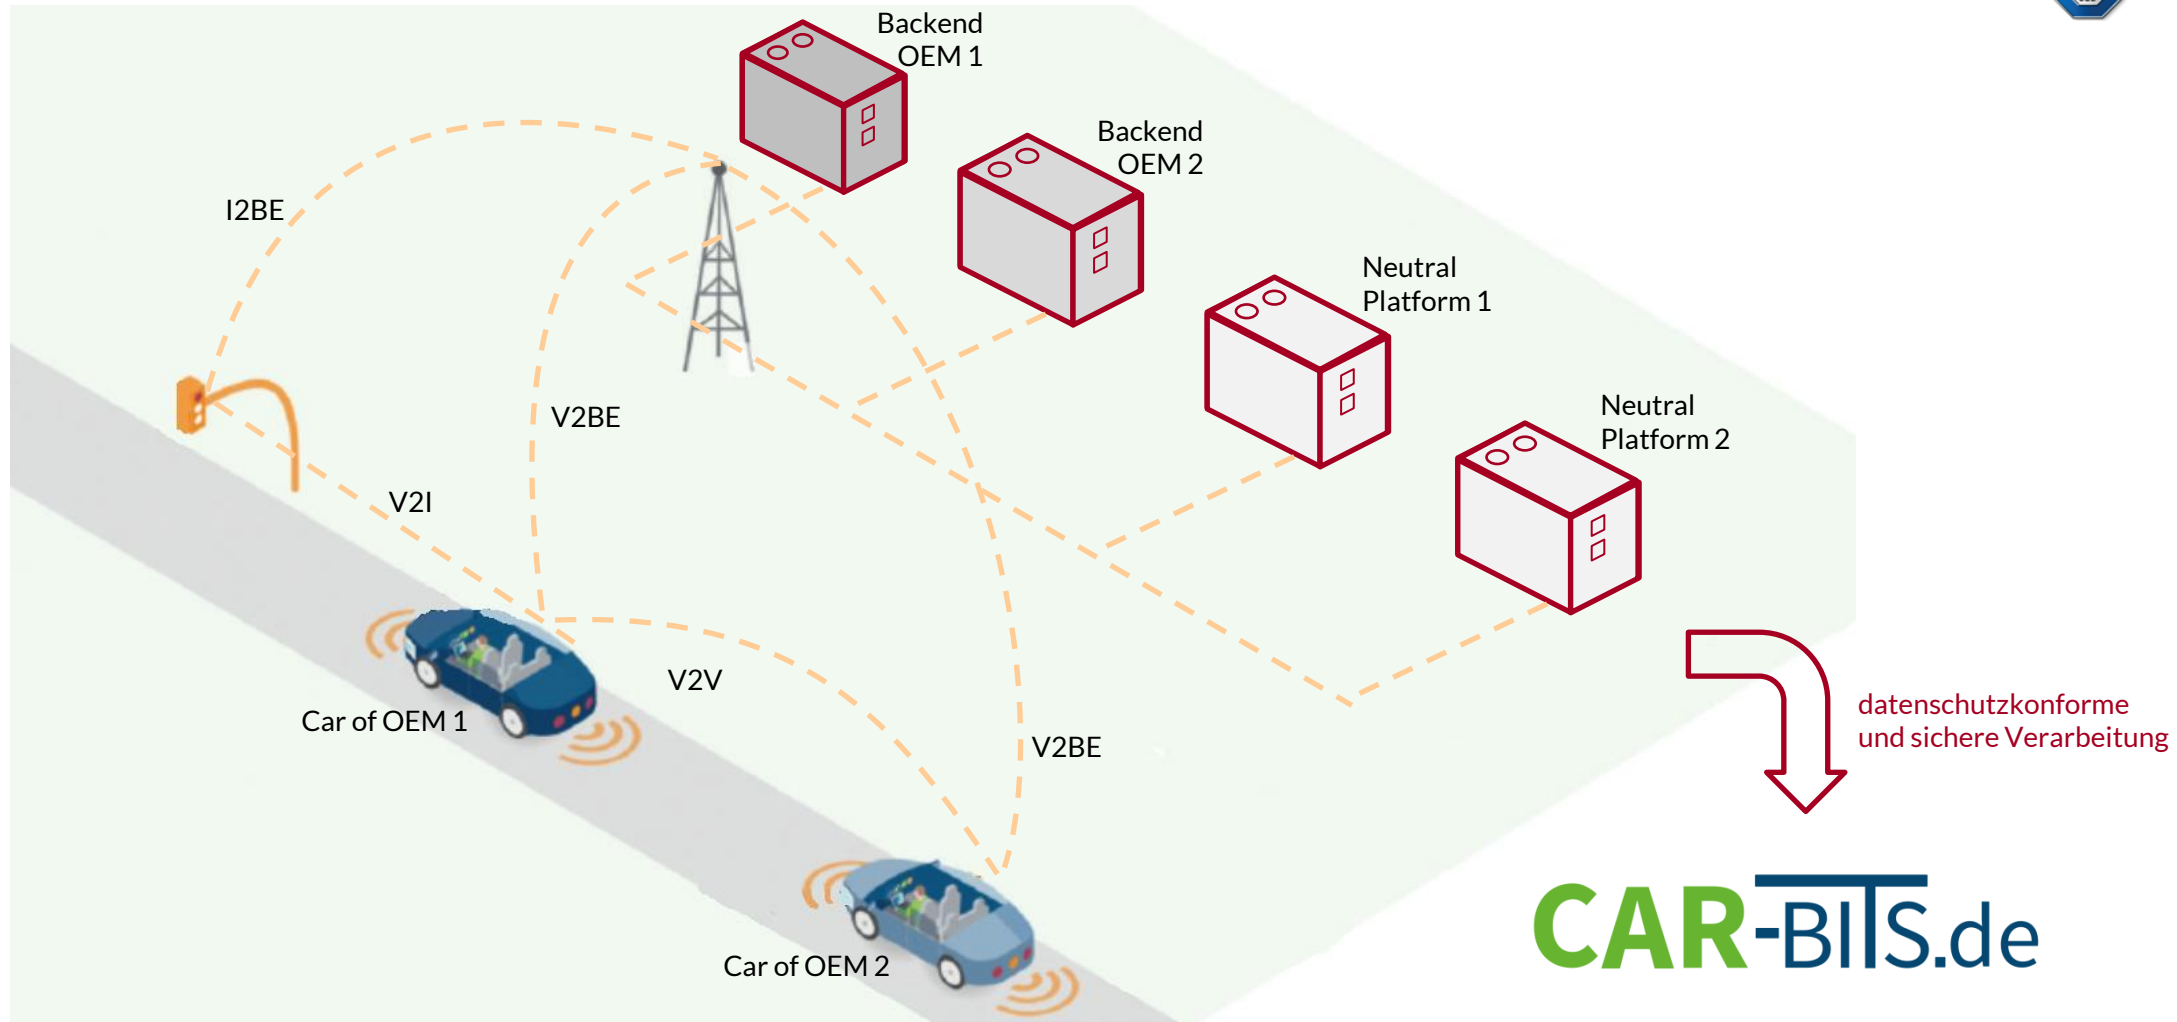 Backend
OEM 1
Backend
OEM 2
I2BE
Neutral
Platform 1
Neutral
Platform 2
V2BE
V2I
V2V
Car of OEM 1
V2BE
datenschutzkonforme
und sichere Verarbeitung
Car of OEM 2
CAR-BITS.de